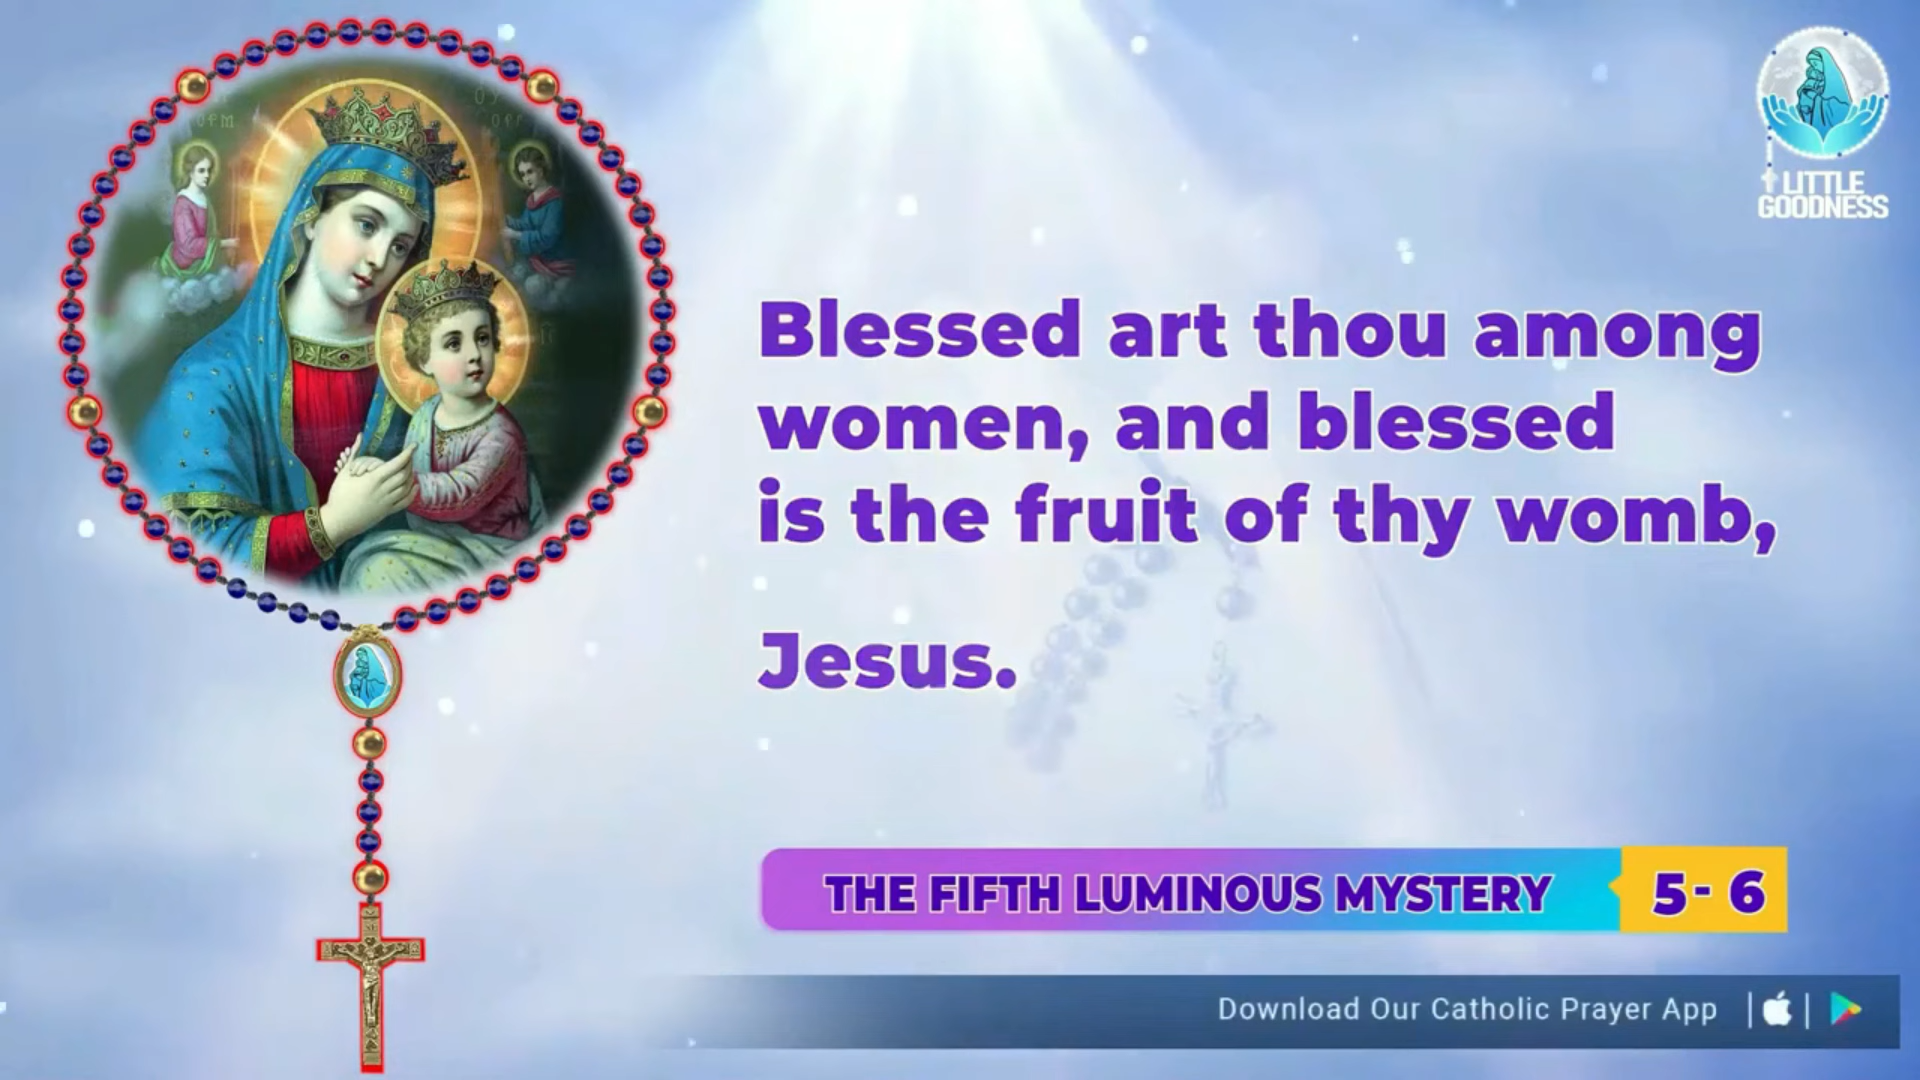 LITTLE
GOODNESS
Blessed art thou among
women, and blessed
is the fruit of thy womb,
Jesus.
THE FIFTH LUMINOUS MYSTERY 5- 6
Download Our Catholic Prayer App